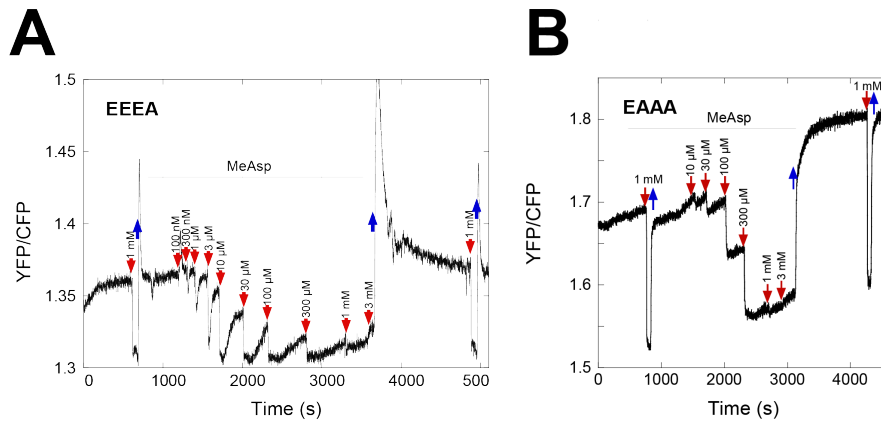 A
B
1.5
1.45
1.4
1.35
1.3
YFP/CFP
EEEA
MeAsp
1 mM
100 nM
300 nM
3 µM
10 µM
30 µM
100 µM
300 µM
1 mM
3 mM
1 mM
0
1000
2000
3000
4000
500
Time (s)
1.8
1.7
1.6
1.5
YFP/CFP
EAAA
MeAsp
1 mM
10 µM
30 µM
100 µM
300 µM
1 mM
3 mM
1 mM
0
1000
2000
3000
4000
Time (s)